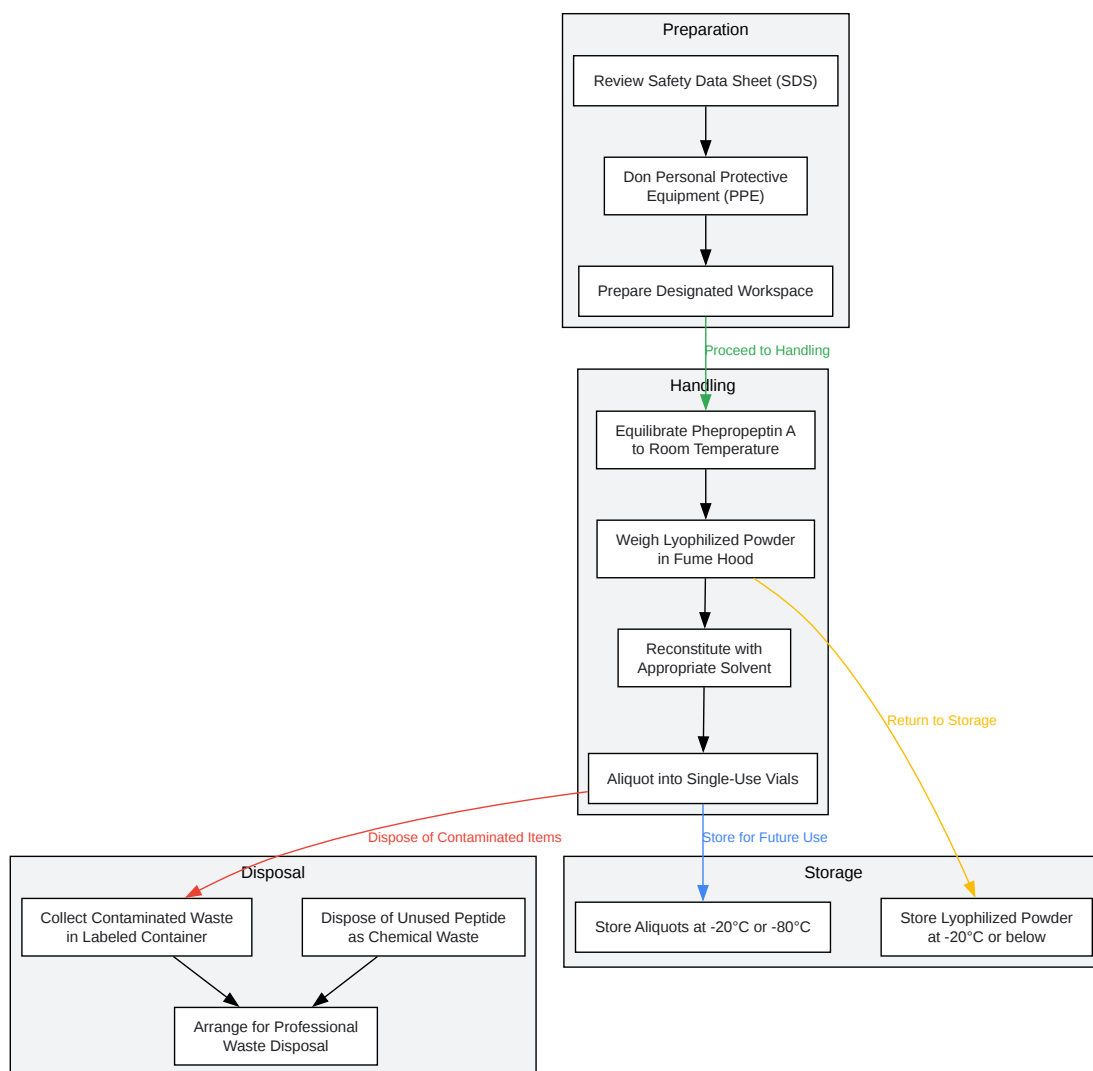 Preparation
Review Safety Data Sheet (SDS)
Don Personal Protective
Equipment (PPE)
Prepare Designated Workspace
Proceed to Handling
Handling
Equilibrate Phepropeptin A
to Room Temperature
Weigh Lyophilized Powder
in Fume Hood
Reconstitute with
Appropriate Solvent
Return to Storage
Aliquot into Single-Use Vials
Dispose of Contaminated Items
Store for Future Use
Disposal
Collect Contaminated Waste
in Labeled Container
Dispose of Unused Peptide
as Chemical Waste
Arrange for Professional
Waste Disposal
Storage
Store Aliquots at -20°C or -80°C
Store Lyophilized Powder
at -20°C or below